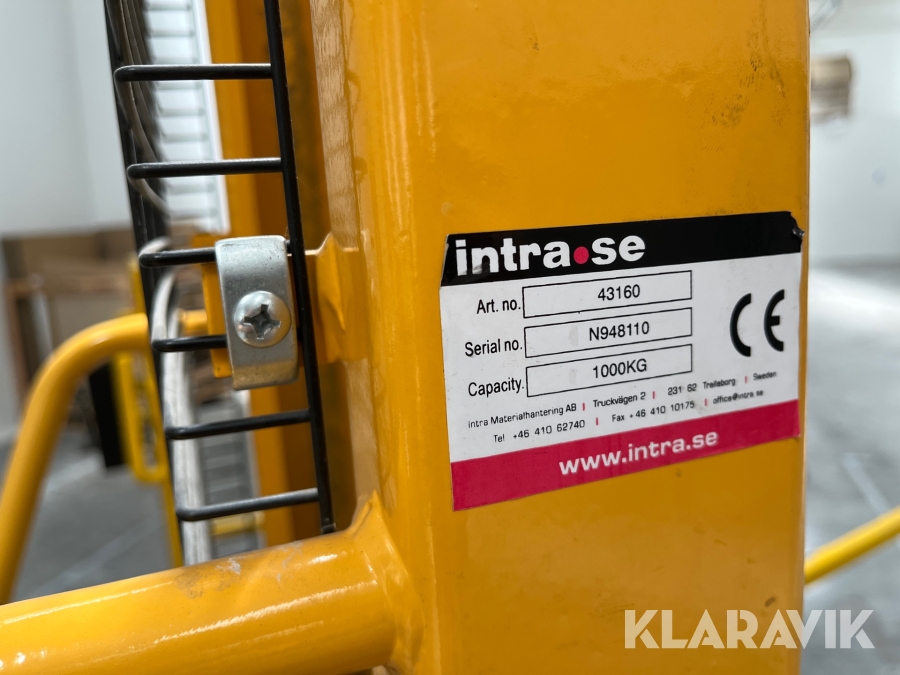 intra.se
Art. no. 43160
Serial no. N948110
Capacity. 1000KG
CE
Intra Materialhantering AB | Truckvägen 2 | 231 62 Trelleborg | Sweden
Tel +46 410 62740 | Fax +46 410 10175 | office@intra.se
www.intra.se
KLARAVIK